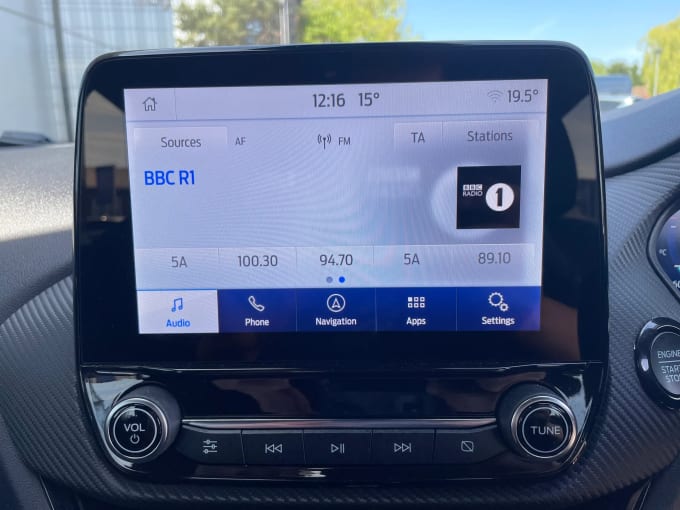 12:16 15° 19.5°
Sources AF FM TA Stations
BBC R1
BBC RADIO 1
5A 100.30 94.70 5A 89.10
Audio Phone Navigation Apps Settings
VOL TUNE
ENGINE
START
STOP